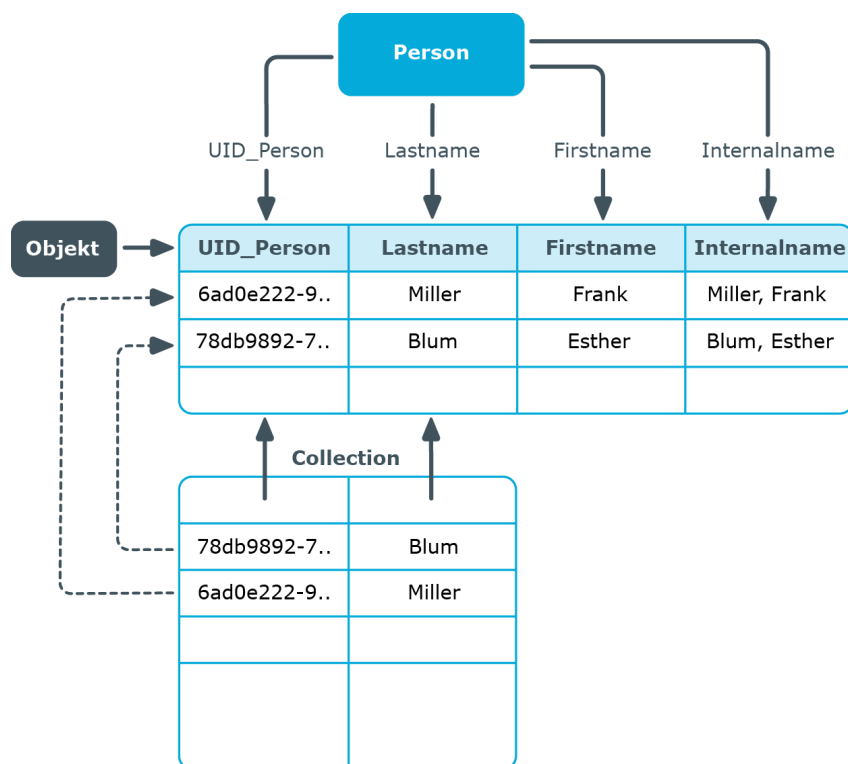 Person
UID_Person Lastname Firstname Internalname
Objekt
UID_Person Lastname Firstname Internalname
6ad0e222-9.. Miller Frank Miller, Frank
78db9892-7.. Blum Esther Blum, Esther
Collection
78db9892-7.. Blum
6ad0e222-9.. Miller